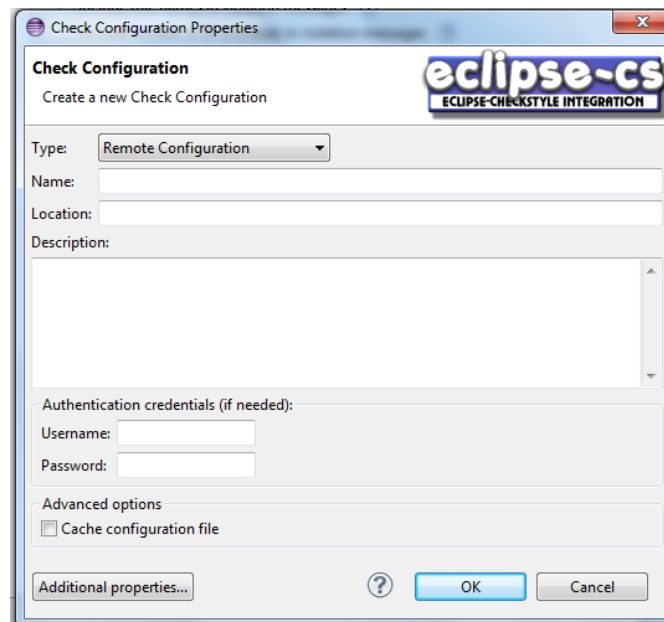 Check Configuration Properties
Check Configuration
Create a new Check Configuration
eclipse-cs
ECLIPSE-CHECKSTYLE INTEGRATION
Type: Remote Configuration
Name:
Location:
Description:
Authentication credentials (if needed):
Username:
Password:
Advanced options
Cache configuration file
Additional properties... ? OK Cancel